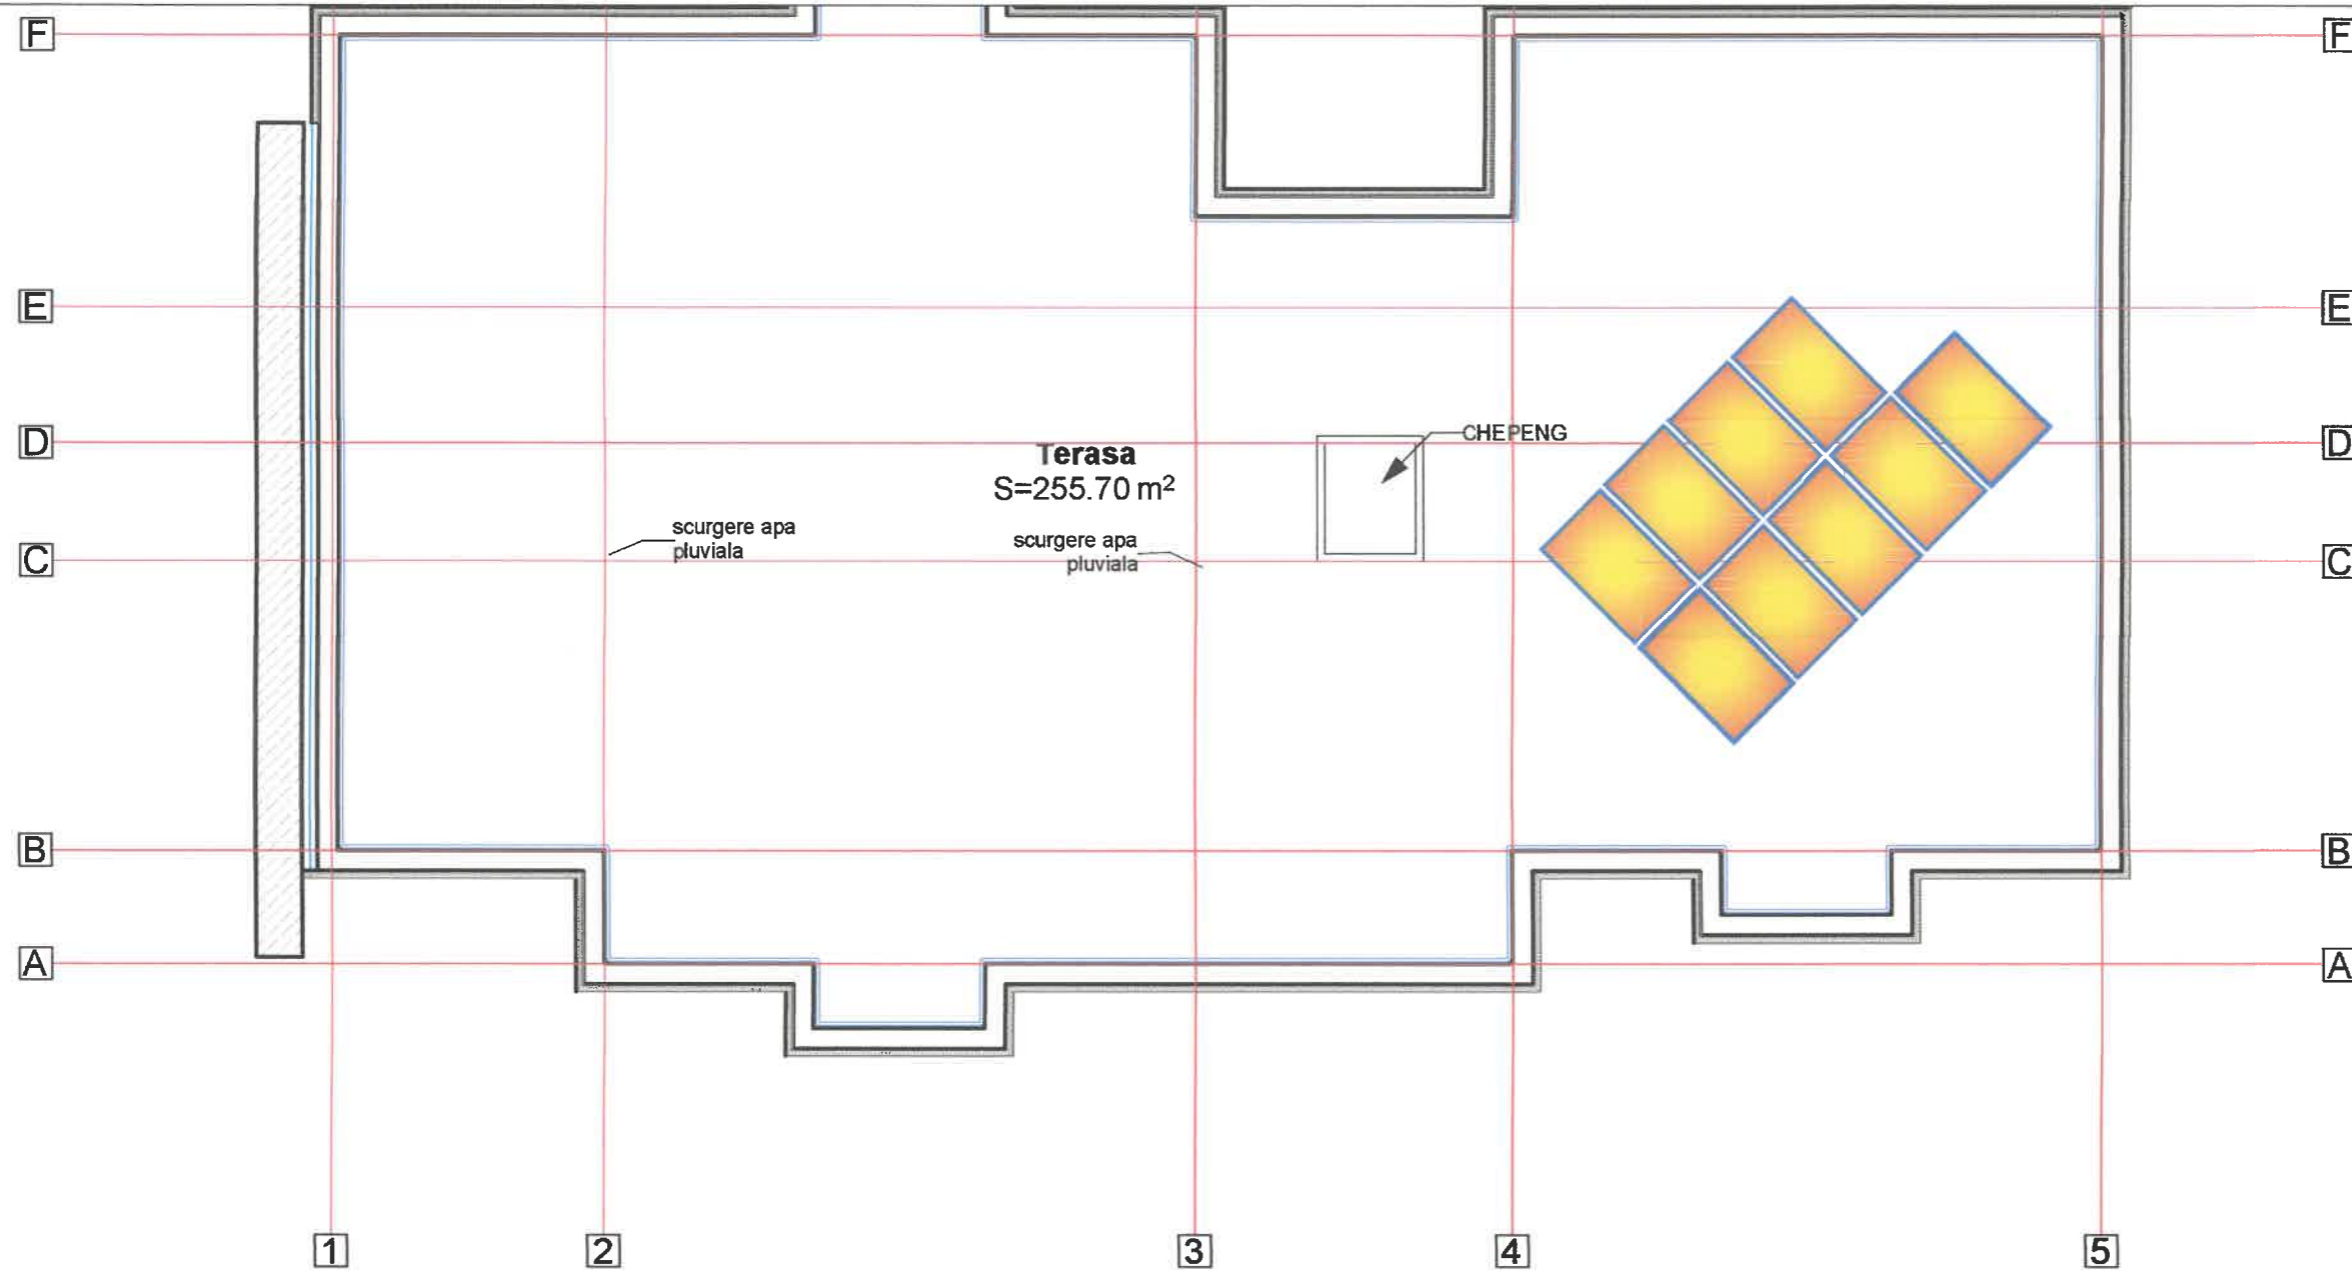 F
F
E
E
D
CHEPENG
D
Terasa
S=255.70 m²
scurgere apa
pluviala
scurgere apa
pluviala
C
C
B
B
A
A
1
2
3
4
5